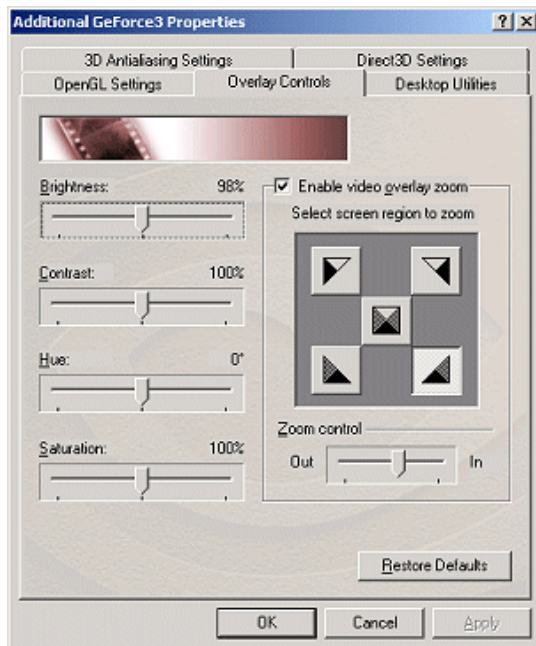 Additional GeForce3 Properties
3D Antialiasing Settings
Direct3D Settings
OpenGL Settings
Overlay Controls
Desktop Utilities
Brightness: 98%
Contrast: 100%
Hue: 0°
Saturation: 100%
Enable video overlay zoom
Select screen region to zoom
Zoom control
Out
In
Restore Defaults
OK
Cancel
Apply